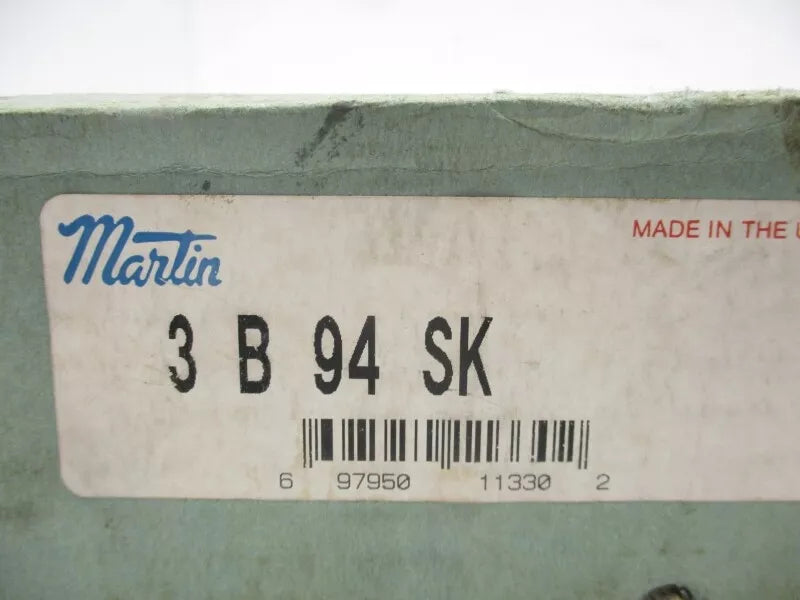 Martin
MADE IN THE U
3 B 94 SK
6 97950 11330 2